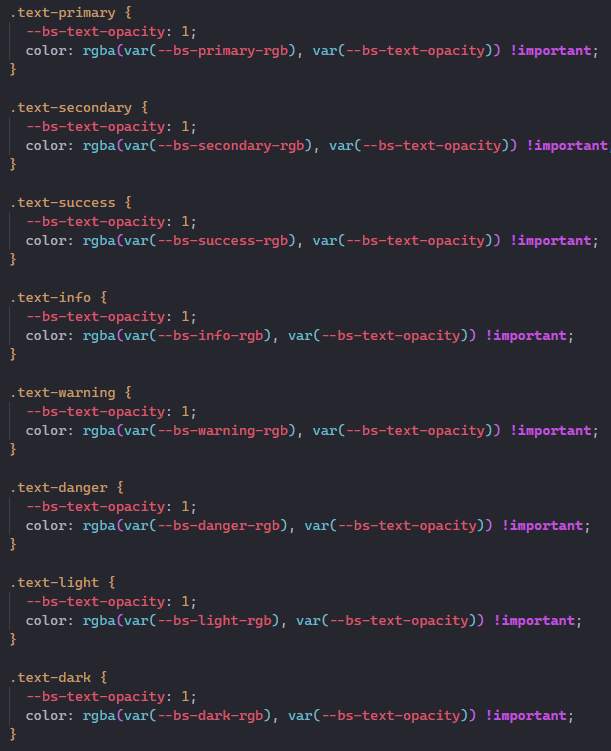 .text-primary {
--bs-text-opacity: 1;
color: rgba(var(--bs-primary-rgb), var(--bs-text-opacity)) !important;
}
.text-secondary {
--bs-text-opacity: 1;
color: rgba(var(--bs-secondary-rgb), var(--bs-text-opacity)) !important
}
.text-success {
--bs-text-opacity: 1;
color: rgba(var(--bs-success-rgb), var(--bs-text-opacity)) !important;
}
.text-info {
--bs-text-opacity: 1;
color: rgba(var(--bs-info-rgb), var(--bs-text-opacity)) !important;
}
.text-warning {
--bs-text-opacity: 1;
color: rgba(var(--bs-warning-rgb), var(--bs-text-opacity)) !important;
}
.text-danger {
--bs-text-opacity: 1;
color: rgba(var(--bs-danger-rgb), var(--bs-text-opacity)) !important;
}
.text-light {
--bs-text-opacity: 1;
color: rgba(var(--bs-light-rgb), var(--bs-text-opacity)) !important;
}
.text-dark {
--bs-text-opacity: 1;
color: rgba(var(--bs-dark-rgb), var(--bs-text-opacity)) !important;
}